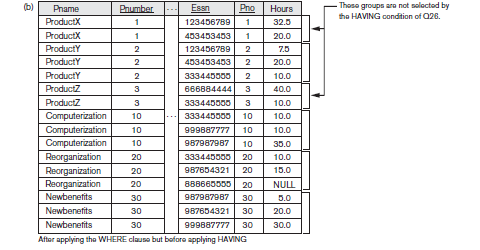 (b) Pname Pnumber ... Essn Pno Hours
These groups are not selected by
the HAVING condition of Q26.
ProductX 1 123456789 1 32.5
ProductX 1 453453453 1 20.0
ProductY 2 123456789 2 7.5
ProductY 2 453453453 2 20.0
ProductY 2 333445555 2 10.0
ProductZ 3 666884444 3 40.0
ProductZ 3 333445555 3 10.0
Computerization 10 ... 333445555 10 10.0
Computerization 10 999887777 10 10.0
Computerization 10 987987987 10 35.0
Reorganization 20 333445555 20 10.0
Reorganization 20 987654321 20 15.0
Reorganization 20 888665555 20 NULL
Newbenefits 30 987987987 30 5.0
Newbenefits 30 987654321 30 20.0
Newbenefits 30 999887777 30 30.0
After applying the WHERE clause but before applying HAVING